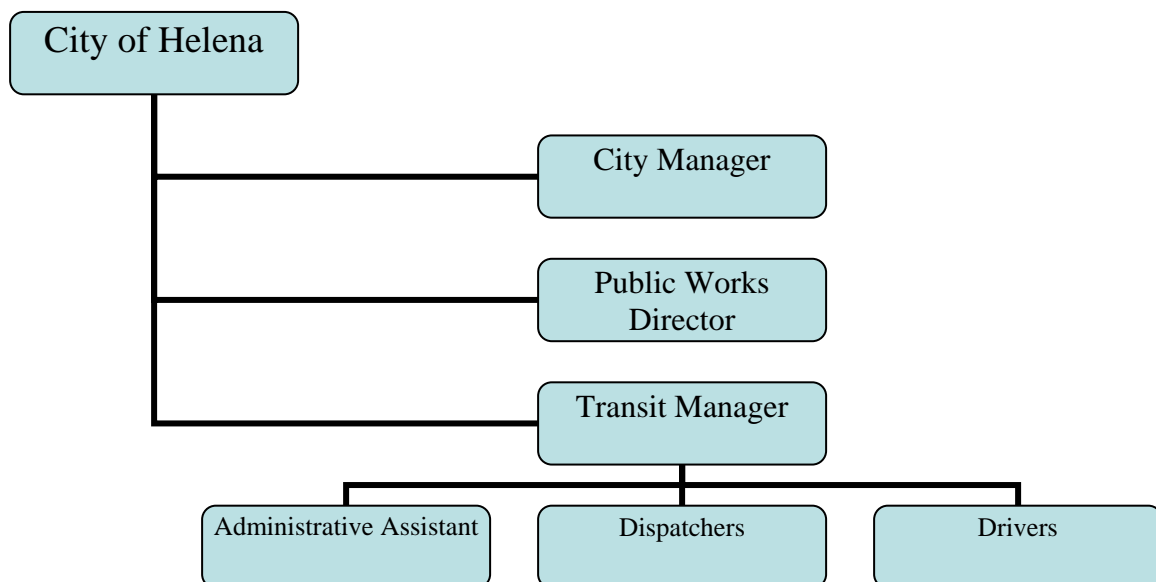 City of Helena
City Manager
Public Works
Director
Transit Manager
Administrative Assistant
Dispatchers
Drivers